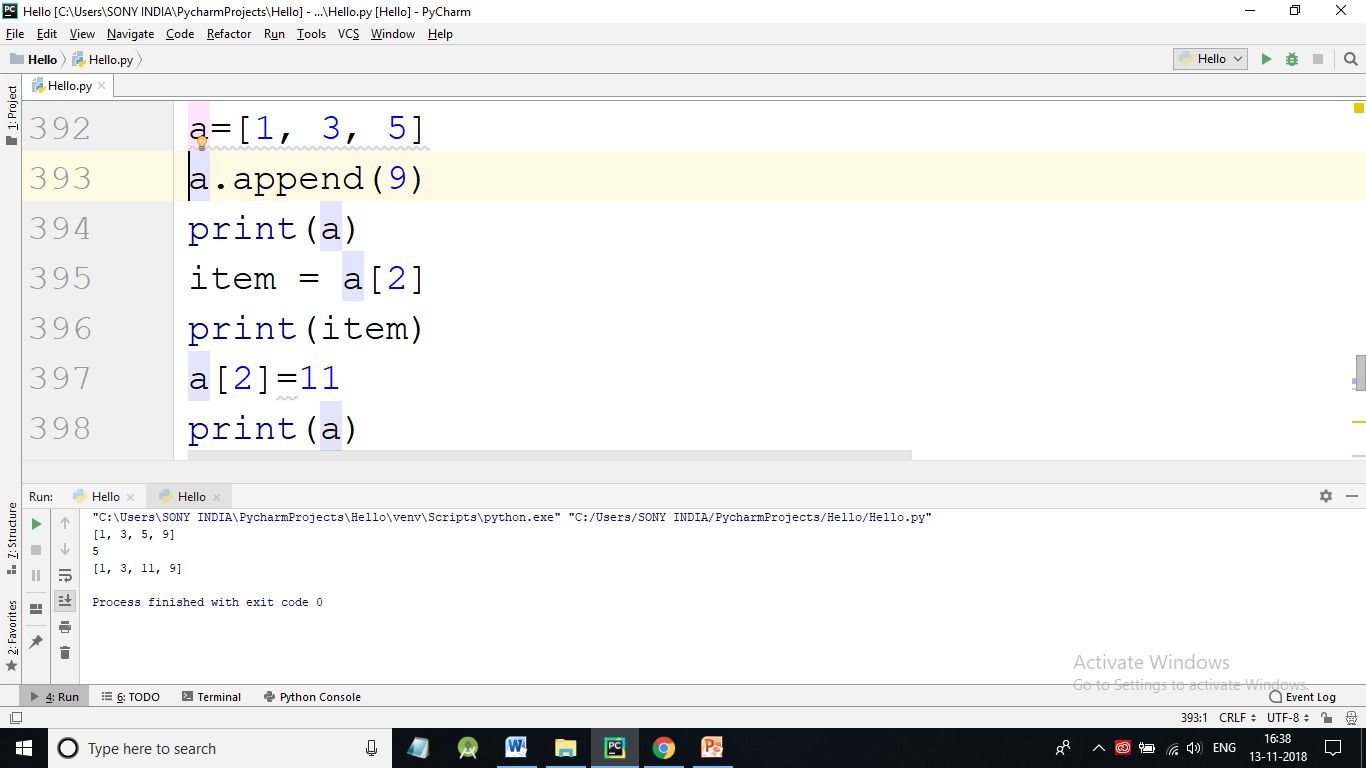 Hello [C:\Users\SONY INDIA\PycharmProjects\Hello] - ...\Hello.py [Hello] - PyCharm
File Edit View Navigate Code Refactor Run Tools VCS Window Help
Hello Hello.py Hello
Hello.py
1: Project
392 a=[1, 3, 5]
393 a.append(9)
394 print(a)
395 item = a[2]
396 print(item)
397 a[2]=11
398 print(a)
Run: Hello Hello
7: Structure
2: Favorites
"C:\Users\SONY INDIA\PycharmProjects\Hello\venv\Scripts\python.exe" "C:/Users/SONY INDIA/PycharmProjects/Hello/Hello.py"
[1, 3, 5, 9]
5
[1, 3, 11, 9]
Process finished with exit code 0
Activate Windows
Go to Settings to activate Windows.
4: Run 6: TODO Terminal Python Console Event Log
393:1 CRLF UTF-8
Type here to search ENG 16:38
13-11-2018